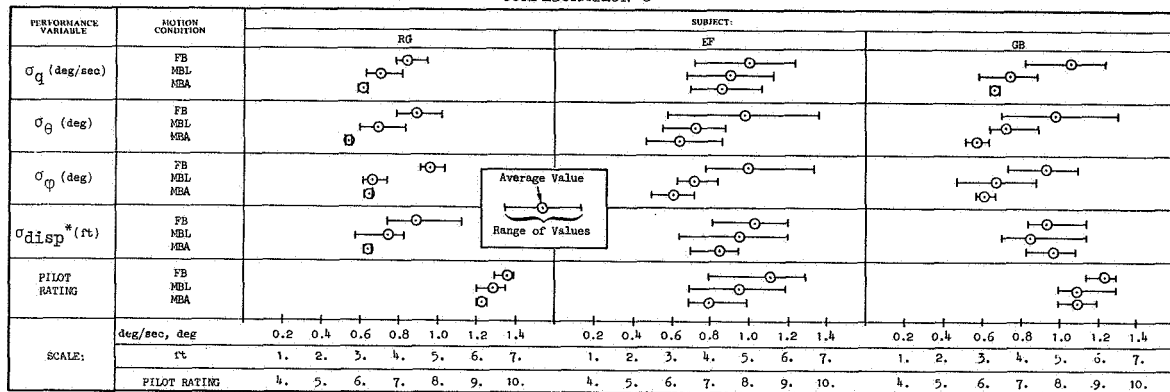 PERFORMANCE VARIABLE MOTION CONDITION SUBJECT:
RG EF GB
σq (deg/sec) FB
MBL
MBA
σθ (deg) FB
MBL
MBA
σφ (deg) FB
MBL
MBA
Average Value
Range of Values
σdisp*(ft) FB
MBL
MBA
PILOT RATING FB
MBL
MBA
SCALE: deg/sec, deg 0.2 0.4 0.6 0.8 1.0 1.2 1.4 0.2 0.4 0.6 0.8 1.0 1.2 1.4 0.2 0.4 0.6 0.8 1.0 1.2 1.4
ft 1. 2. 3. 4. 5. 6. 7. 1. 2. 3. 4. 5. 6. 7. 1. 2. 3. 4. 5. 6. 7.
PILOT RATING 4. 5. 6. 7. 8. 9. 10. 4. 5. 6. 7. 8. 9. 10. 4. 5. 6. 7. 8. 9. 10.